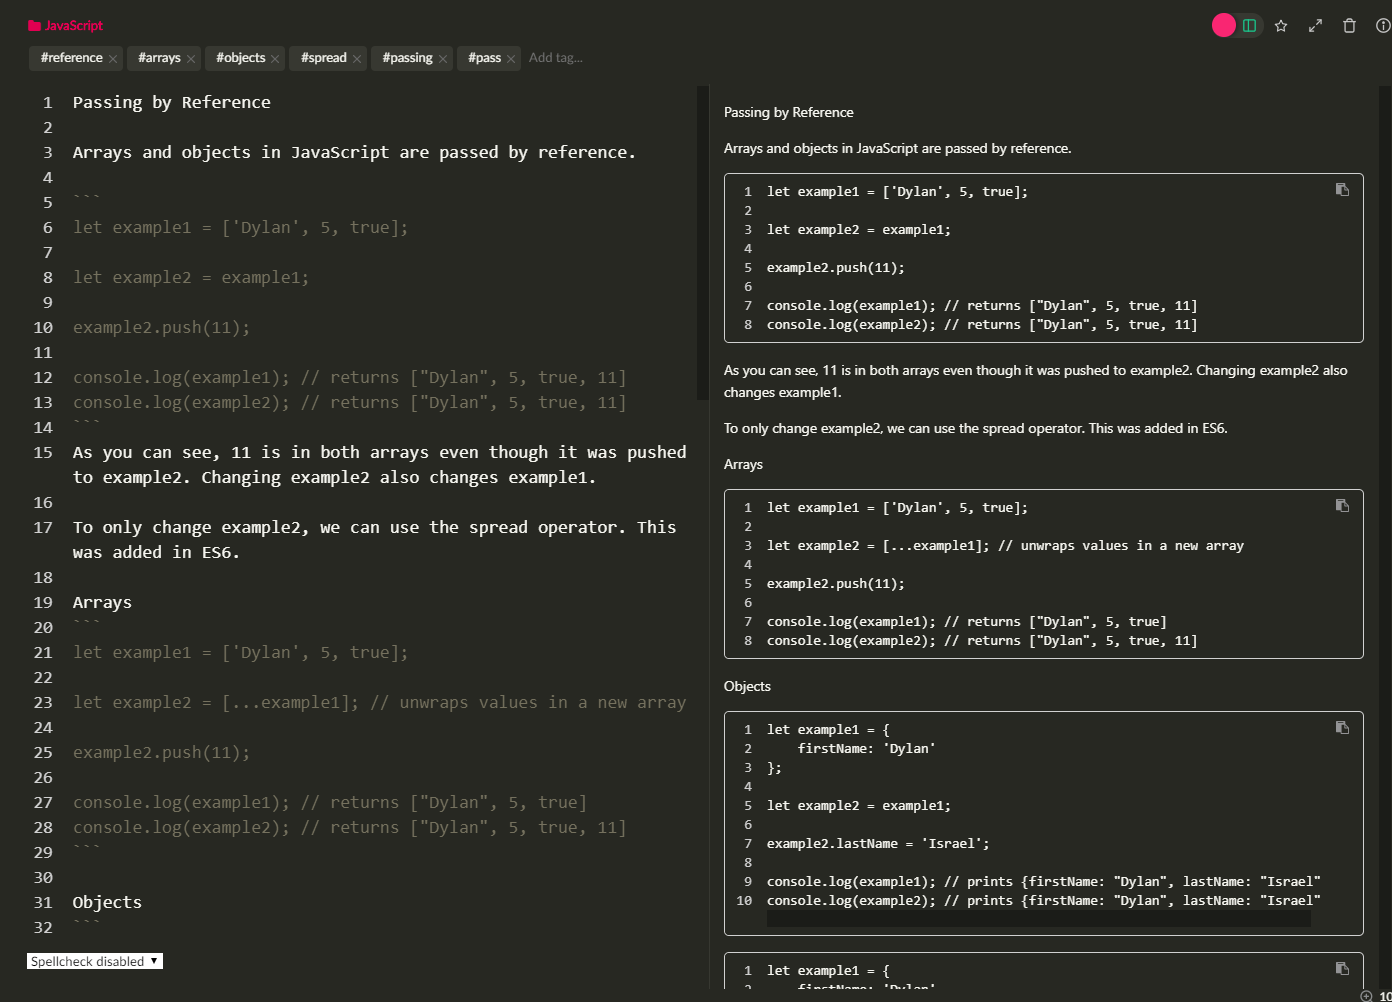 JavaScript
#reference #arrays #objects #spread #passing #pass Add tag...
1 Passing by Reference
2
3 Arrays and objects in JavaScript are passed by reference.
4
5 ```
6 let example1 = ['Dylan', 5, true];
7
8 let example2 = example1;
9
10 example2.push(11);
11
12 console.log(example1); // returns ["Dylan", 5, true, 11]
13 console.log(example2); // returns ["Dylan", 5, true, 11]
14 ```
15 As you can see, 11 is in both arrays even though it was pushed
to example2. Changing example2 also changes example1.
16
17 To only change example2, we can use the spread operator. This
was added in ES6.
18
19 Arrays
20 ```
21 let example1 = ['Dylan', 5, true];
22
23 let example2 = [...example1]; // unwraps values in a new array
24
25 example2.push(11);
26
27 console.log(example1); // returns ["Dylan", 5, true]
28 console.log(example2); // returns ["Dylan", 5, true, 11]
29 ```
30
31 Objects
32 ```
Spellcheck disabled ▼
Passing by Reference
Arrays and objects in JavaScript are passed by reference.
1 let example1 = ['Dylan', 5, true];
2
3 let example2 = example1;
4
5 example2.push(11);
6
7 console.log(example1); // returns ["Dylan", 5, true, 11]
8 console.log(example2); // returns ["Dylan", 5, true, 11]
As you can see, 11 is in both arrays even though it was pushed to example2. Changing example2 also
changes example1.
To only change example2, we can use the spread operator. This was added in ES6.
Arrays
1 let example1 = ['Dylan', 5, true];
2
3 let example2 = [...example1]; // unwraps values in a new array
4
5 example2.push(11);
6
7 console.log(example1); // returns ["Dylan", 5, true]
8 console.log(example2); // returns ["Dylan", 5, true, 11]
Objects
1 let example1 = {
2 firstName: 'Dylan'
3 };
4
5 let example2 = example1;
6
7 example2.lastName = 'Israel';
8
9 console.log(example1); // prints {firstName: "Dylan", lastName: "Israel"
10 console.log(example2); // prints {firstName: "Dylan", lastName: "Israel"
1 let example1 = {
2 firstName: 'Dylan'
10